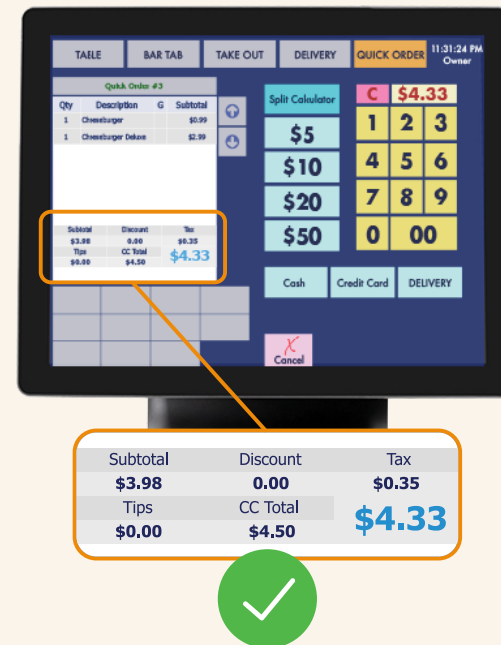 TABLE BAR TAB TAKE OUT DELIVERY QUICK ORDER 11:31:24 PM
Owner
Quick Order #3
Qty Description G Subtotal
1 Cheeseburger $0.99
1 Cheeseburger Deluxe $2.99
Subtotal Discount Tax
$3.98 0.00 $0.35
Tips CC Total $4.33
$0.00 $4.50
Split Calculator
$5
$10
$20
$50
C $4.33
1 2 3
4 5 6
7 8 9
0 00
Cash Credit Card DELIVERY
X
Cancel
Subtotal Discount Tax
$3.98 0.00 $0.35
Tips CC Total $4.33
$0.00 $4.50